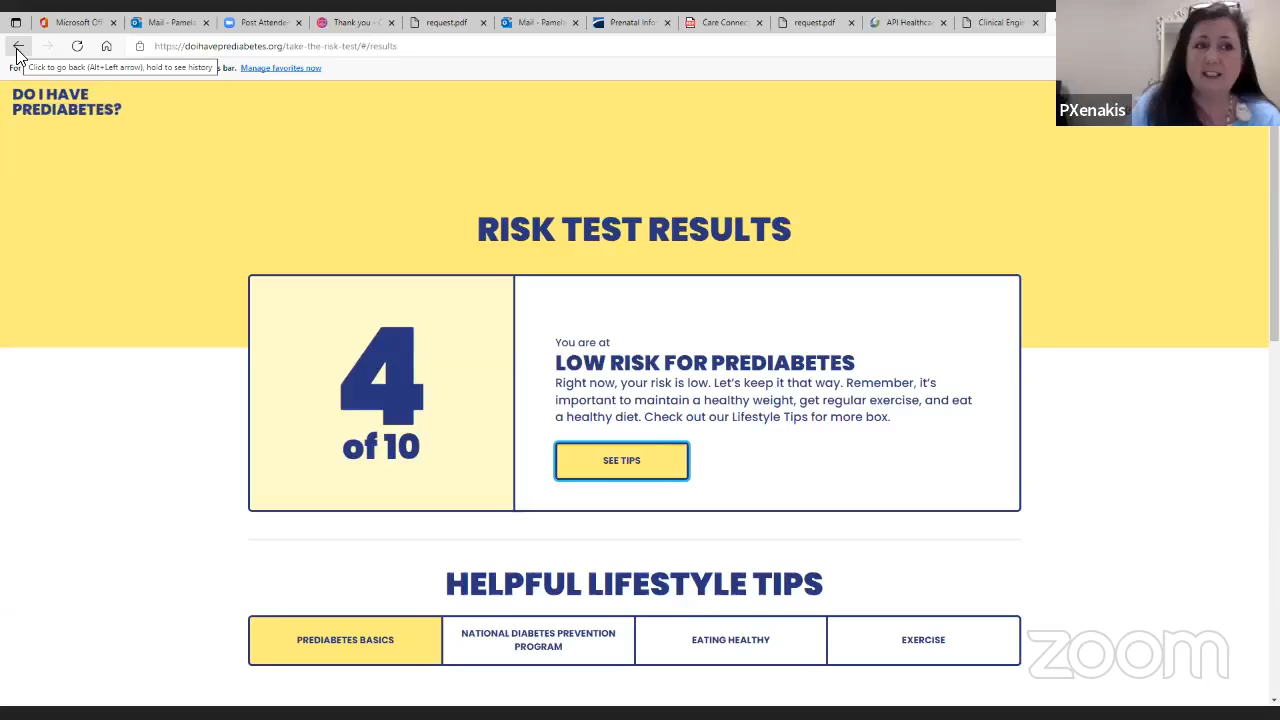 Microsoft Off
Mail - Pamela
Post Attende
Thank you - C
request.pdf
Mail - Pamela
Prenatal Info
Care Connec
request.pdf
API Healthca
Clinical Engin
https://doihaveprediabetes.org/take-the-risk-test/#/results
Click to go back (Alt+Left arrow), hold to see history
s bar. Manage favorites now
DO I HAVE
PREDIABETES?
PXenakis
RISK TEST RESULTS
4
of 10
You are at
LOW RISK FOR PREDIABETES
Right now, your risk is low. Let's keep it that way. Remember, it's
important to maintain a healthy weight, get regular exercise, and eat
a healthy diet. Check out our Lifestyle Tips for more box.
SEE TIPS
HELPFUL LIFESTYLE TIPS
PREDIABETES BASICS
NATIONAL DIABETES PREVENTION
PROGRAM
EATING HEALTHY
EXERCISE
zoom